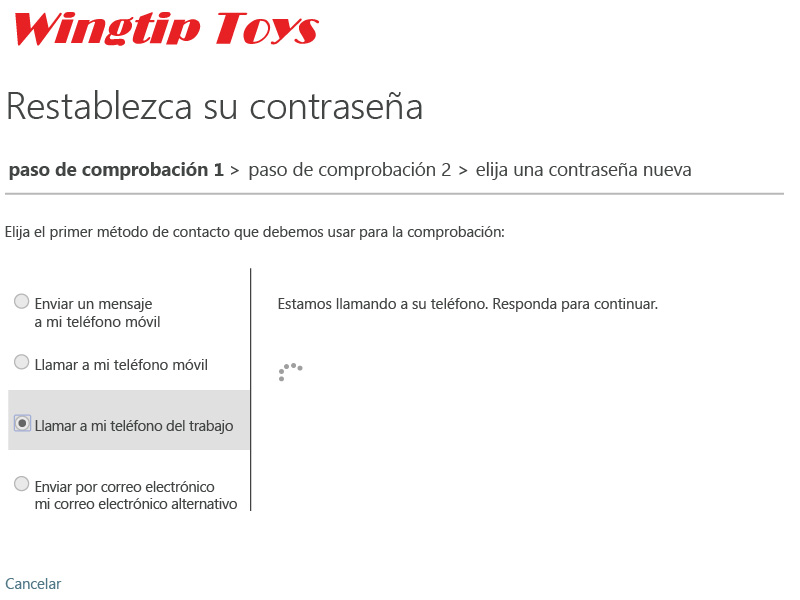 Wingtip Toys
Restablezca su contraseña
paso de comprobación 1 > paso de comprobación 2 > elija una contraseña nueva
Elija el primer método de contacto que debemos usar para la comprobación:
Enviar un mensaje
a mi teléfono móvil
Estamos llamando a su teléfono. Responda para continuar.
Llamar a mi teléfono móvil
Llamar a mi teléfono del trabajo
Enviar por correo electrónico
mi correo electrónico alternativo
Cancelar